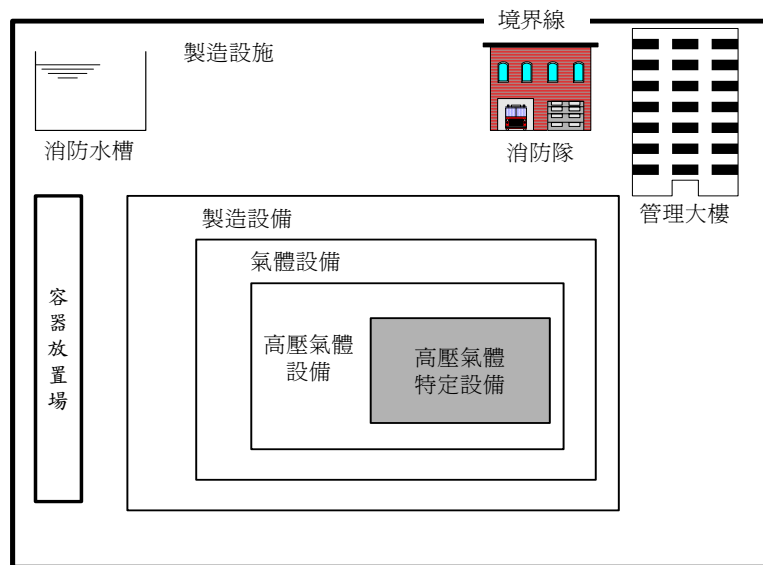 境界線
製造設施
消防水槽
消防隊
管理大樓
製造設備
氣體設備
高壓氣體
設備
高壓氣體
特定設備
容器放置場